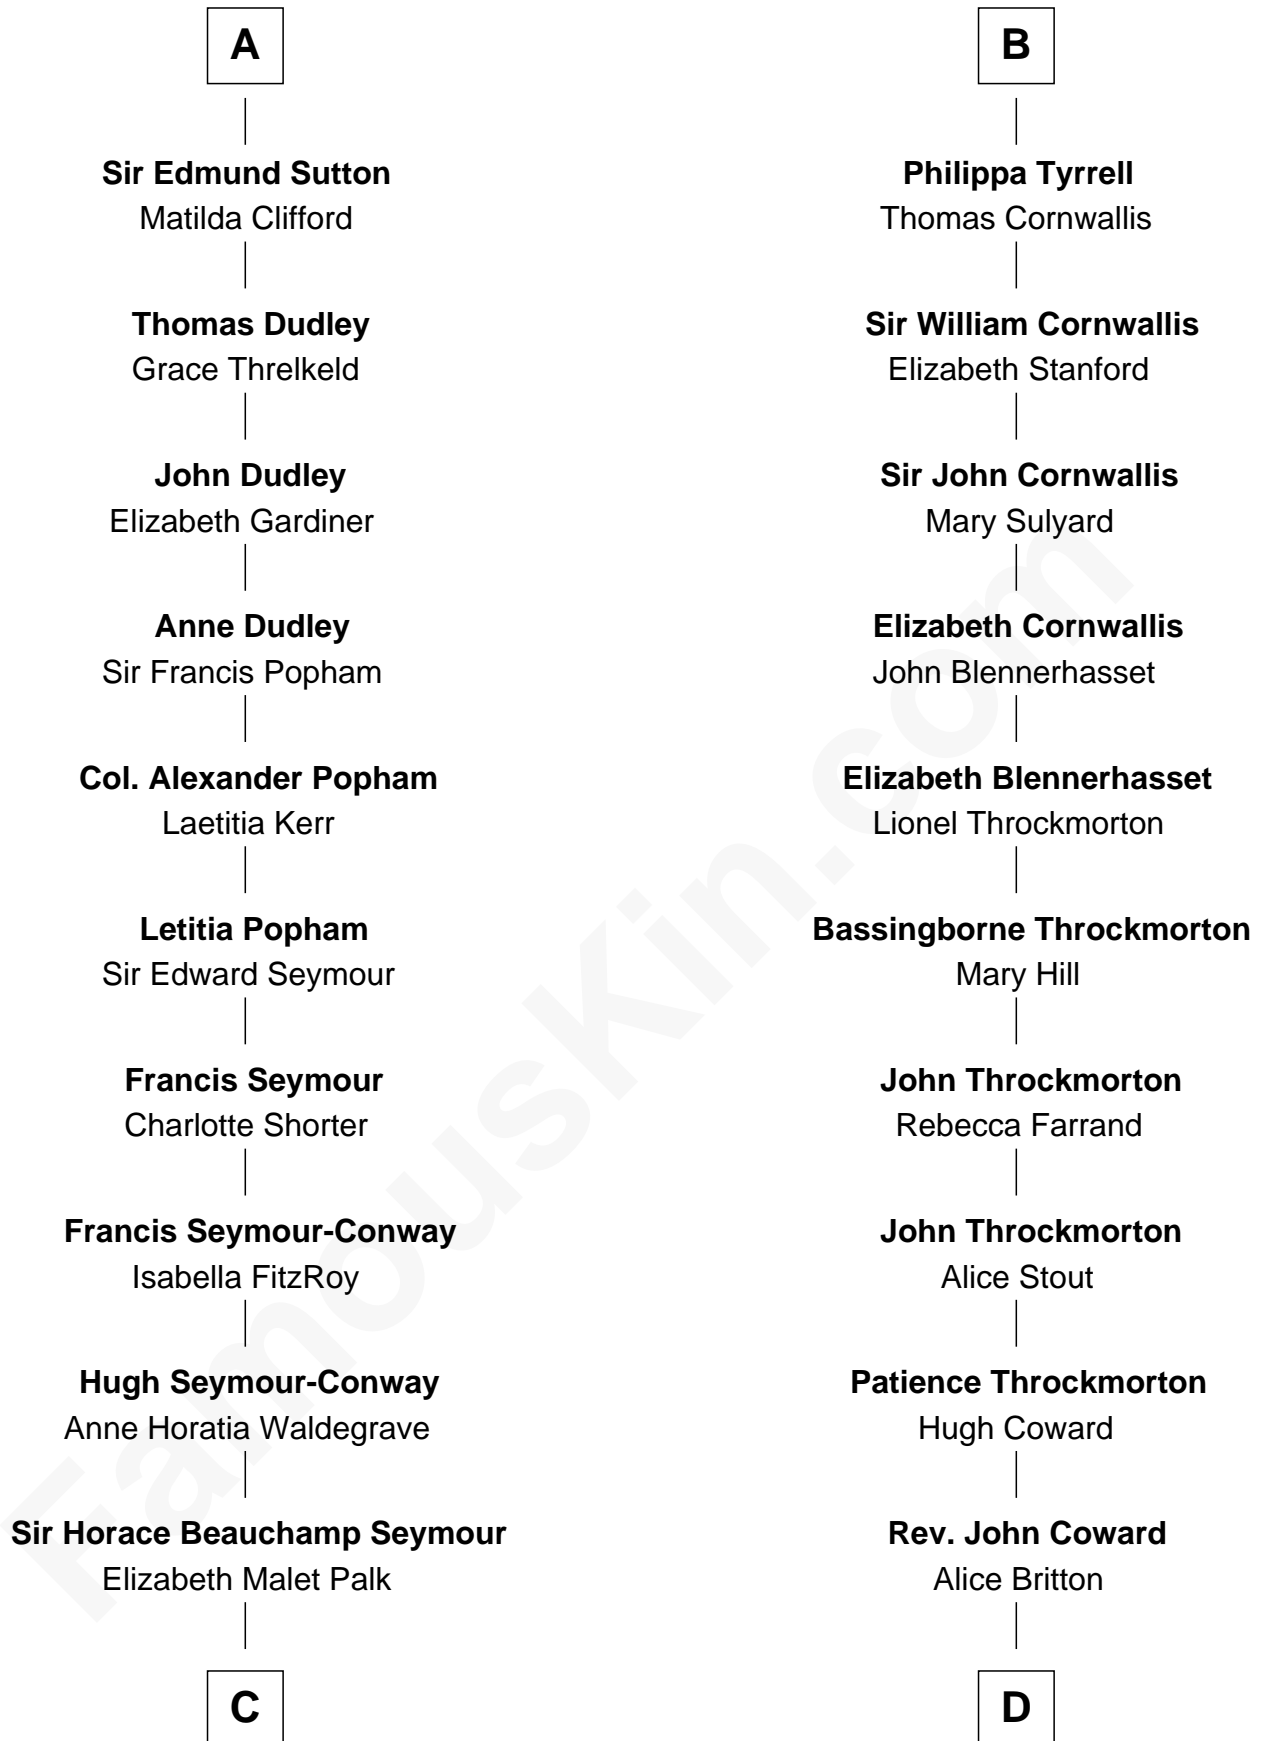 A
Sir Edmund Sutton
Matilda Clifford
Thomas Dudley
Grace Threlkeld
John Dudley
Elizabeth Gardiner
Anne Dudley
Sir Francis Popham
Col. Alexander Popham
Laetitia Kerr
Letitia Popham
Sir Edward Seymour
Francis Seymour
Charlotte Shorter
Francis Seymour-Conway
Isabella FitzRoy
Hugh Seymour-Conway
Anne Horatia Waldegrave
Sir Horace Beauchamp Seymour
Elizabeth Malet Palk
C
B
Philippa Tyrrell
Thomas Cornwallis
Sir William Cornwallis
Elizabeth Stanford
Sir John Cornwallis
Mary Sulyard
Elizabeth Cornwallis
John Blennerhasset
Elizabeth Blennerhasset
Lionel Throckmorton
Bassingborne Throckmorton
Mary Hill
John Throckmorton
Rebecca Farrand
John Throckmorton
Alice Stout
Patience Throckmorton
Hugh Coward
Rev. John Coward
Alice Britton
D
FamousKin.com